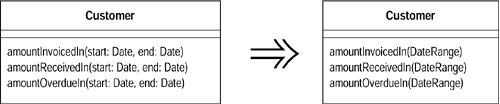 Customer
amountInvoicedIn(start: Date, end: Date)
amountReceivedIn(start: Date, end: Date)
amountOverdueIn(start: Date, end: Date)
Customer
amountInvoicedIn(DateRange)
amountReceivedIn(DateRange)
amountOverdueIn(DateRange)